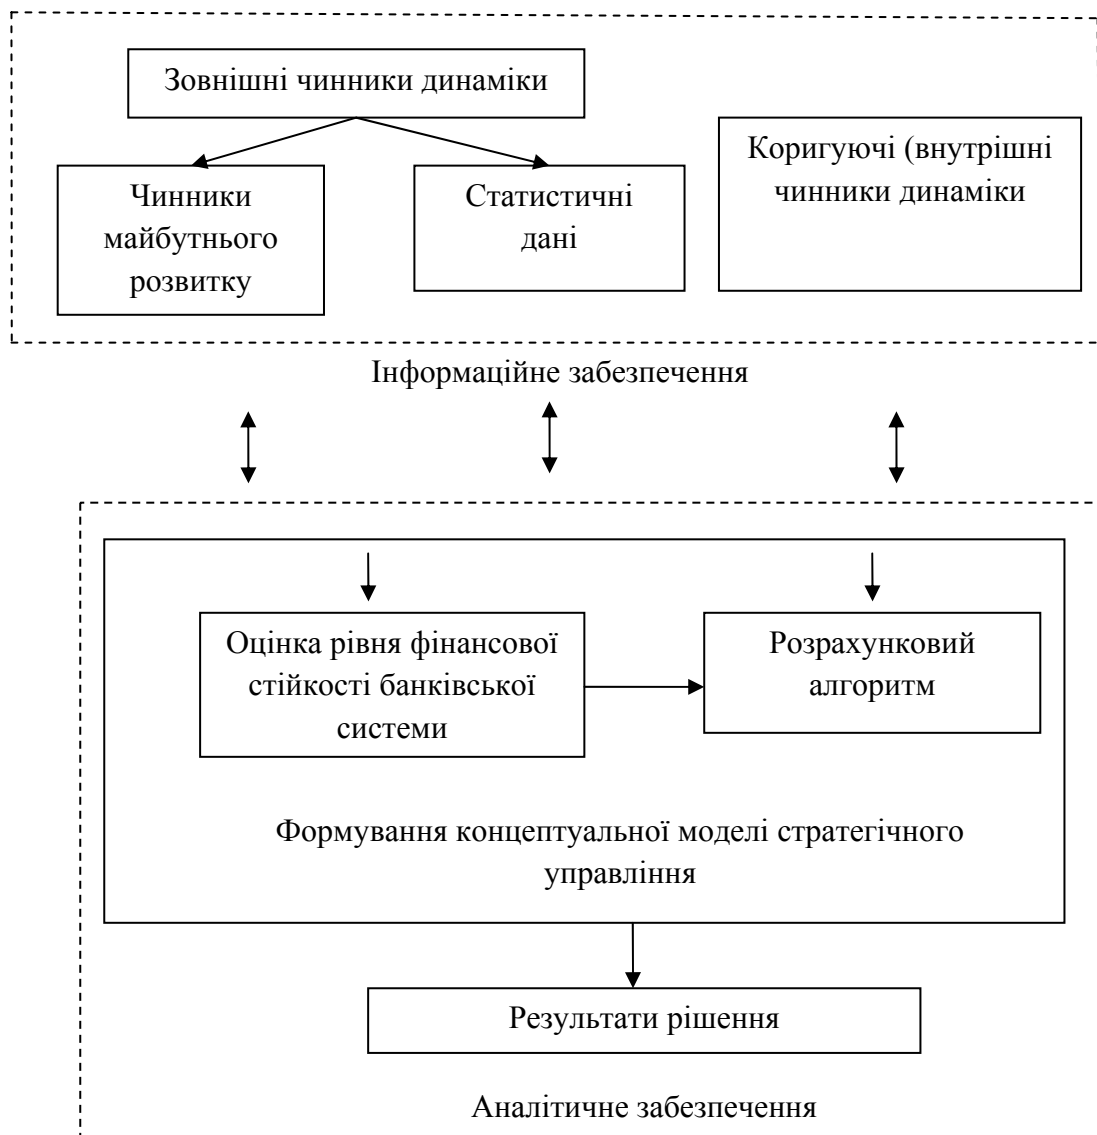 Зовнішні чинники динаміки
Коригуючі (внутрішні
чинники динаміки
Чинники
майбутнього
розвитку
Статистичні
дані
Інформаційне забезпечення
Оцінка рівня фінансової
стійкості банківської
системи
Розрахунковий
алгоритм
Формування концептуальної моделі стратегічного
управління
Результати рішення
Аналітичне забезпечення